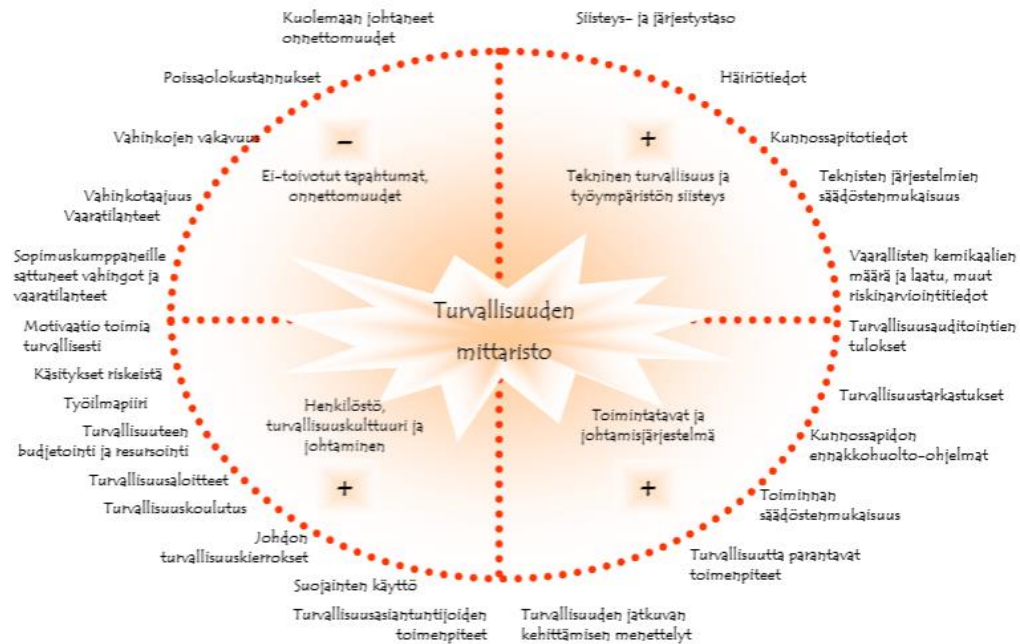 Kuolemaan johtaneet
onnettomuudet
Poissaolokustannukset
Vahinkojen vakavuus
Vahinkotaajuus
Vaaratilanteet
Sopimuskumppaneille
sattuneet vahingot ja
vaaratilanteet
-
Ei-toivotut tapahtumat,
onnettomuudet
Siisteys- ja järjestystaso
Häiriötiedot
Kunnossapitotiedot
Teknisten järjestelmien
säädöstenmukaisuus
Vaarallisten kemikaalien
määrä ja laatu, muut
riskinarviointitiedot
+
Tekninen turvallisuus ja
työympäristön siisteys
Turvallisuuden
mittaristo
Motivaatio toimia
turvallisesti
Käsitykset riskeistä
Työilmapiiri
Turvallisuuteen
budjetointi ja resursointi
Turvallisuusaloitteet
Turvallisuuskoulutus
Johdon
turvallisuuskierrokset
Suojainten käyttö
Turvallisuusasiantuntijoiden
toimenpiteet
Henkilöstö,
turvallisuuskulttuuri ja
johtaminen
+
Turvallisuusauditointien
tulokset
Turvallisuustarkastukset
Kunnossapidon
ennakkohuolto-ohjelmat
Toiminnan
säädöstenmukaisuus
Turvallisuutta parantavat
toimenpiteet
Turvallisuuden jatkuvan
kehittämisen menettelyt
Toimintatavat ja
johtamisjärjestelmä
+